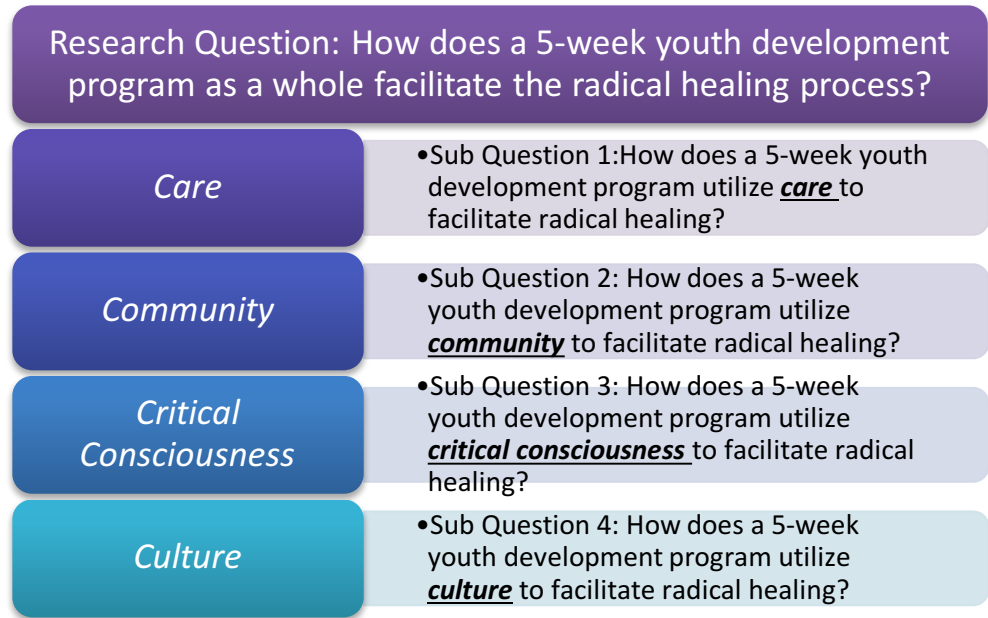 Research Question: How does a 5-week youth development
program as a whole facilitate the radical healing process?
Care
•Sub Question 1:How does a 5-week youth
development program utilize care to
facilitate radical healing?
Community
•Sub Question 2: How does a 5-week
youth development program utilize
community to facilitate radical healing?
Critical
Consciousness
•Sub Question 3: How does a 5-week
youth development program utilize
critical consciousness to facilitate radical
healing?
Culture
•Sub Question 4: How does a 5-week
youth development program utilize
culture to facilitate radical healing?